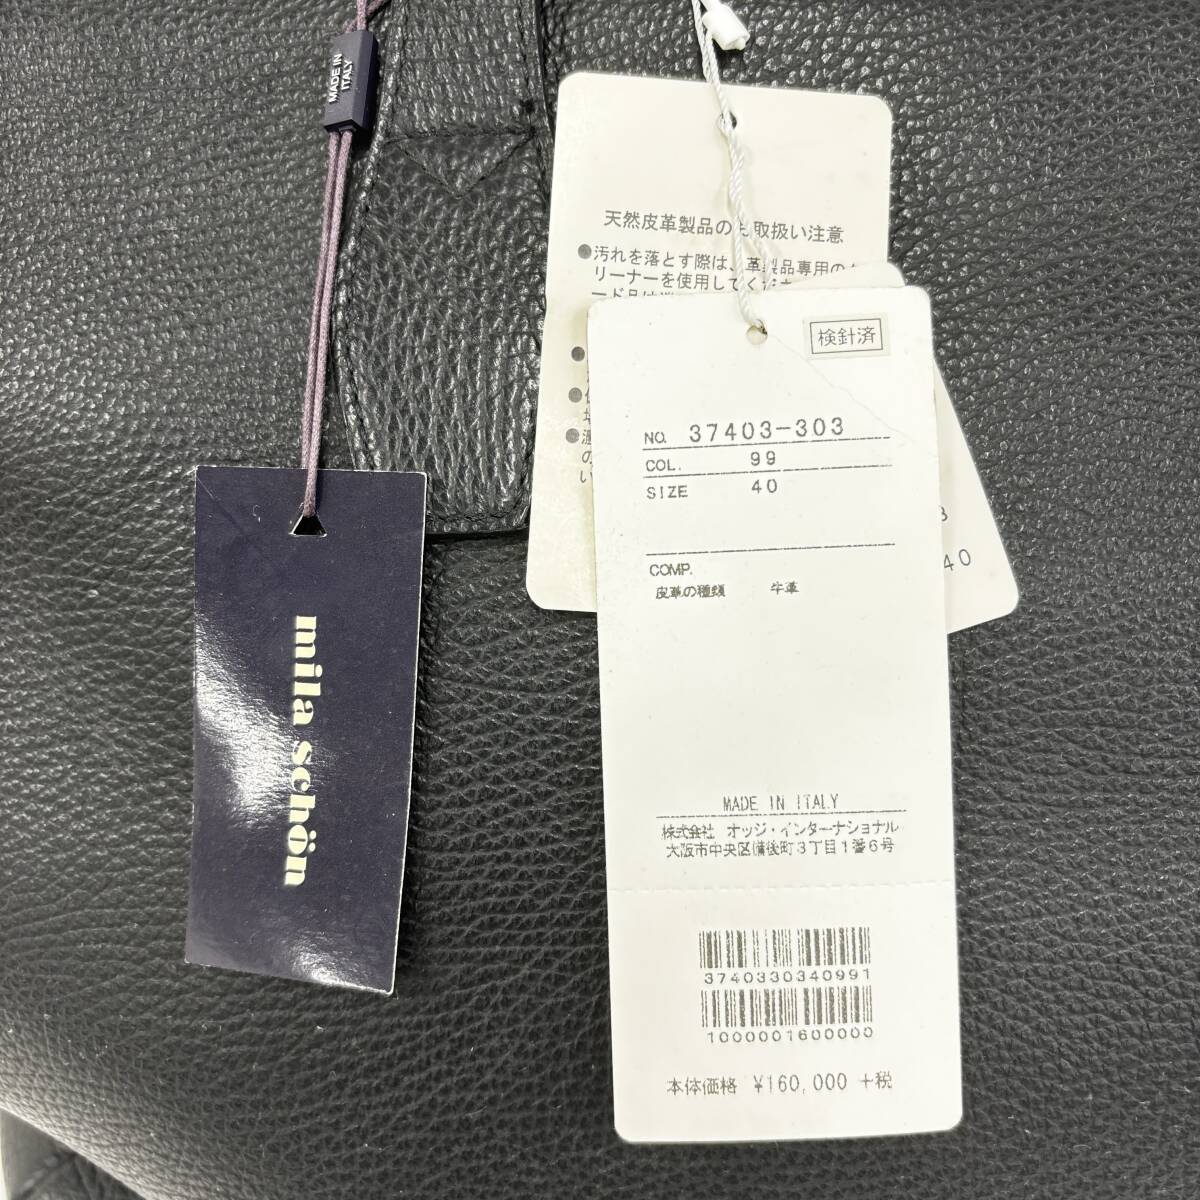 MADE IN
ITALY
mila schön
天然皮革製品のお取扱い注意
●汚れを落とす際は、革製品専用の
リーナーを使用してくださ
検針済
NO. 37403-303
COL. 99
SIZE 40
COMP.
皮革の種類 牛革
MADE IN ITALY
株式会社 オッジ・インターナショナル
大阪市中央区備後町3丁目1番6号
3740330340991
1000001600000
本体価格 ¥160,000 +税
40